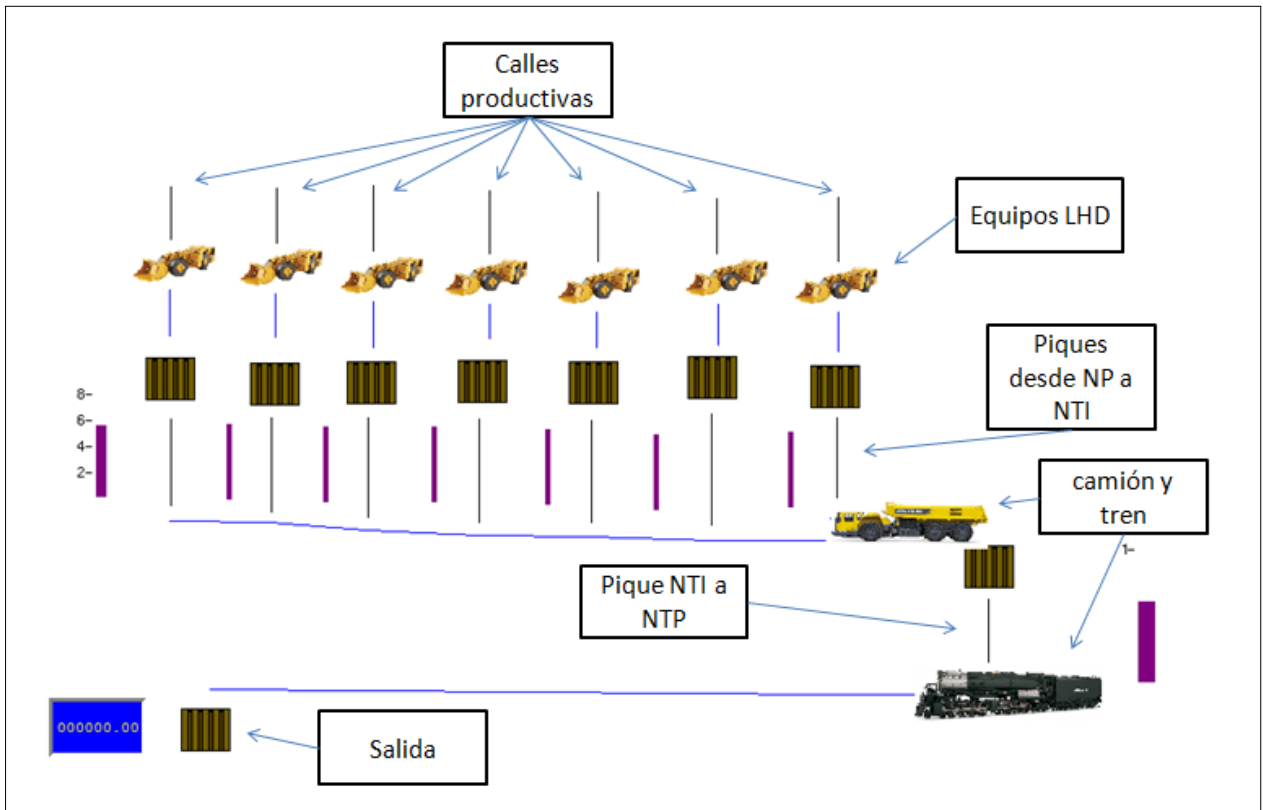 Calles
productivas
Equipos LHD
Piques
desde NP a
NTI
8-
6-
4-
2-
camión y
tren
1-
Pique NTI a
NTP
000000.00
Salida